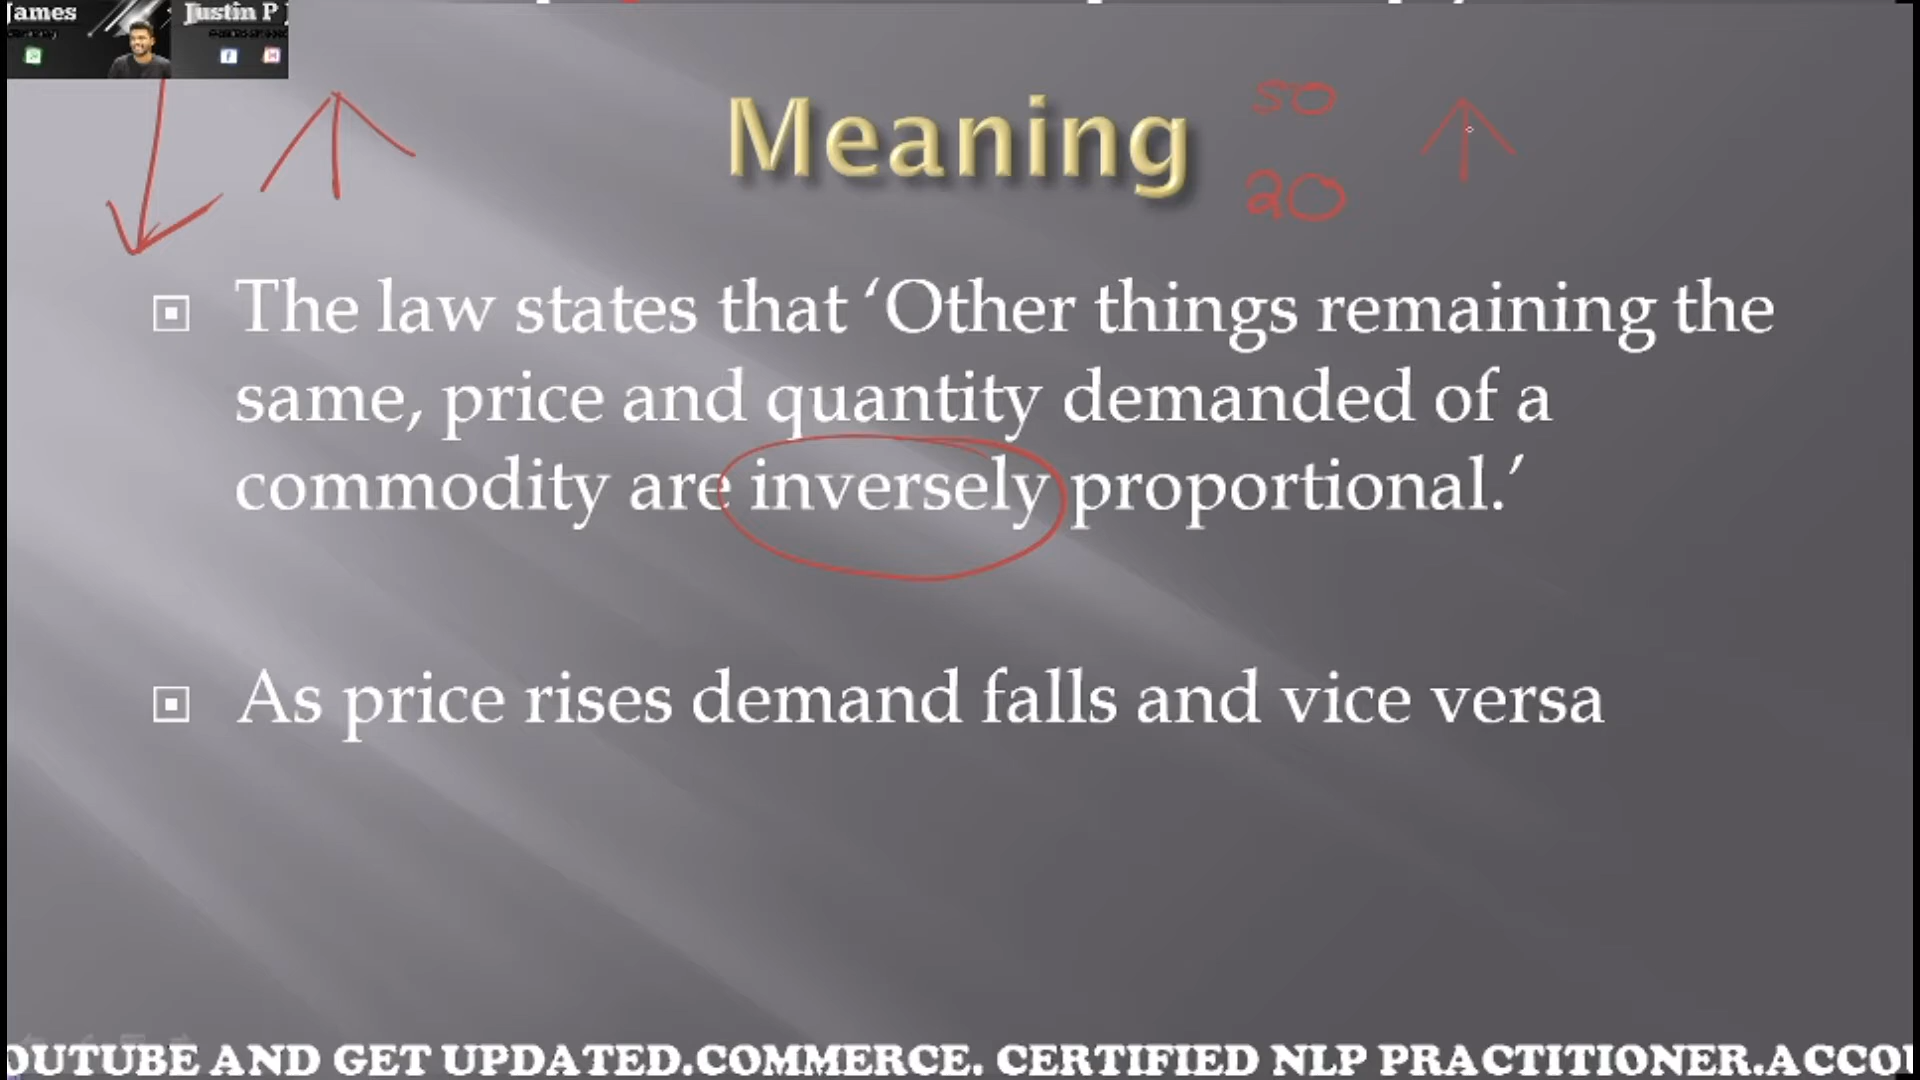 James
Justin P J
Meaning
50
20
The law states that ‘Other things remaining the
same, price and quantity demanded of a
commodity are inversely proportional.’
As price rises demand falls and vice versa
OUTUBE AND GET UPDATED.COMMERCE. CERTIFIED NLP PRACTITIONER.ACCOU